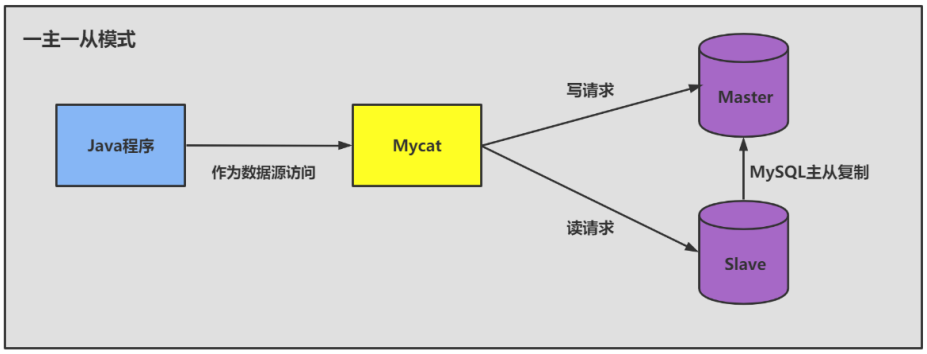 一主一从模式
Java程序
作为数据源访问
Mycat
写请求
读请求
Master
MySQL主从复制
Slave